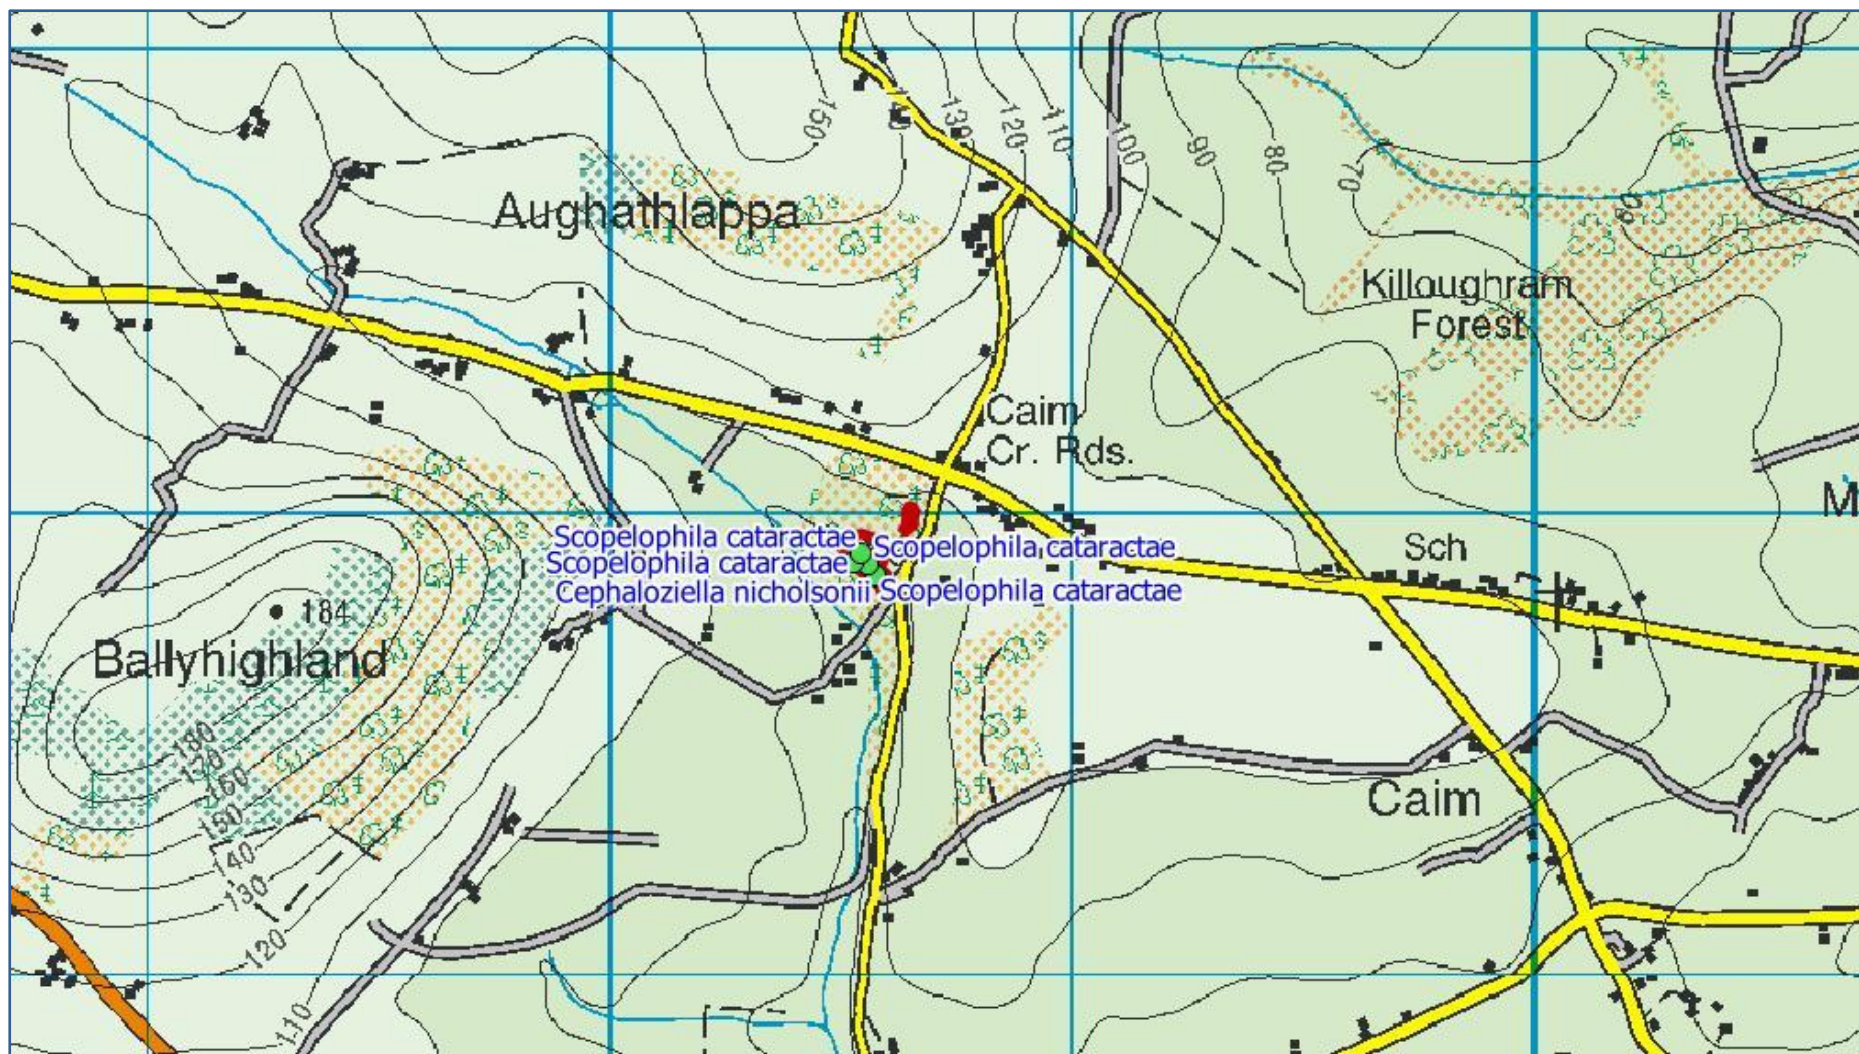 150
140
130
120
110
100
90
80
70
80
Aughathlappa
Killoughram
Forest
Caim
Cr. Rds.
M
Scopelophila cataractae
Scopelophila cataractae
Scopelophila cataractae
Cephaloziella nicholsonii
Scopelophila cataractae
Sch
184
Ballyhighland
180
170
160
150
140
130
120
110
Caim